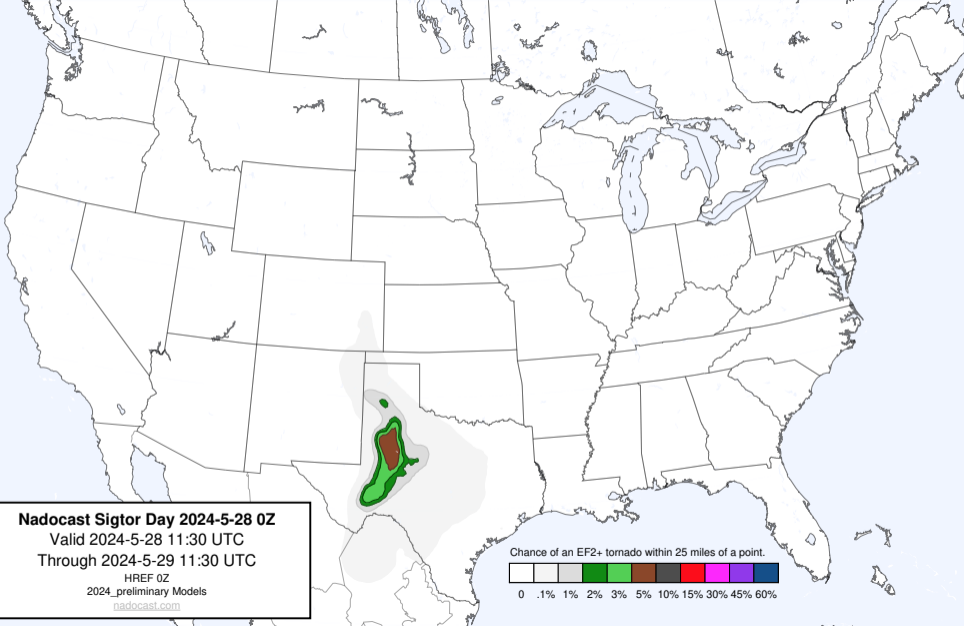 Nadocast Sigtor Day 2024-5-28 0Z
Valid 2024-5-28 11:30 UTC
Through 2024-5-29 11:30 UTC
HREF 0Z
2024_preliminary Models
nadocast.com
Chance of an EF2+ tornado within 25 miles of a point.
0 .1% 1% 2% 3% 5% 10% 15% 30% 45% 60%